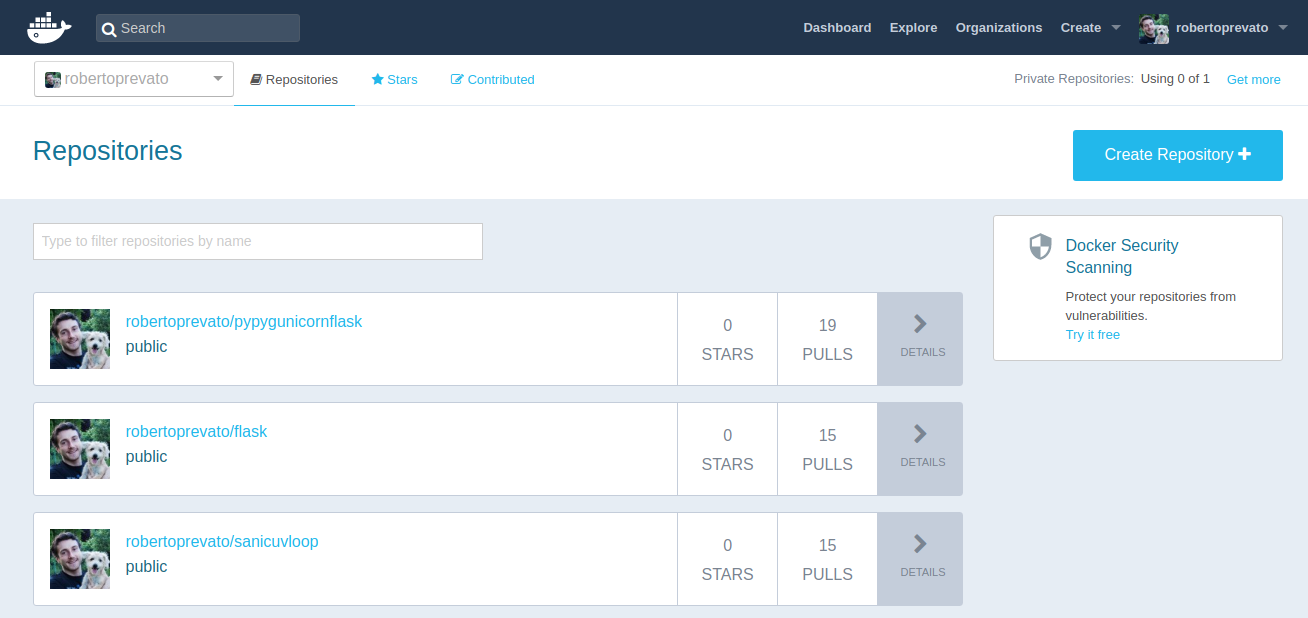 Search Dashboard Explore Organizations Create robertoprevato
robertoprevato Repositories Stars Contributed Private Repositories: Using 0 of 1 Get more
Repositories
Create Repository
Type to filter repositories by name
Docker Security
Scanning
Protect your repositories from
vulnerabilities.
Try it free
robertoprevato/pypygunicornflask
public
0
STARS
19
PULLS
DETAILS
robertoprevato/flask
public
0
STARS
15
PULLS
DETAILS
robertoprevato/sanicuvloop
public
0
STARS
15
PULLS
DETAILS